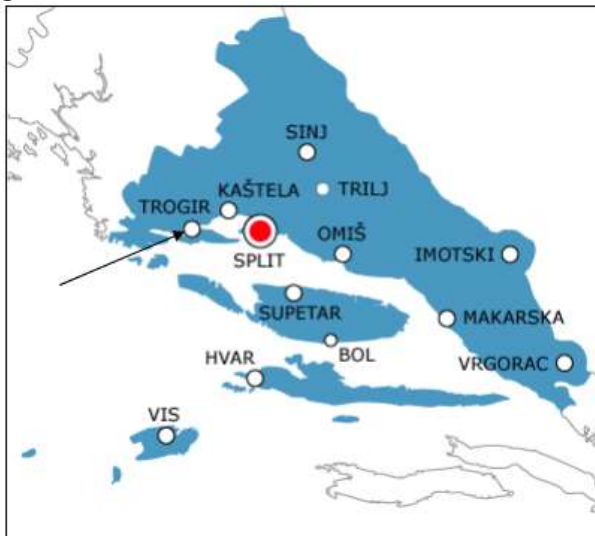 SINJ
TRILJ
KAŠTELA
TROGIR
SPLIT
OMIŠ
IMOTSKI
SUPETAR
MAKARSKA
BOL
HVAR
VRGORAC
VIS